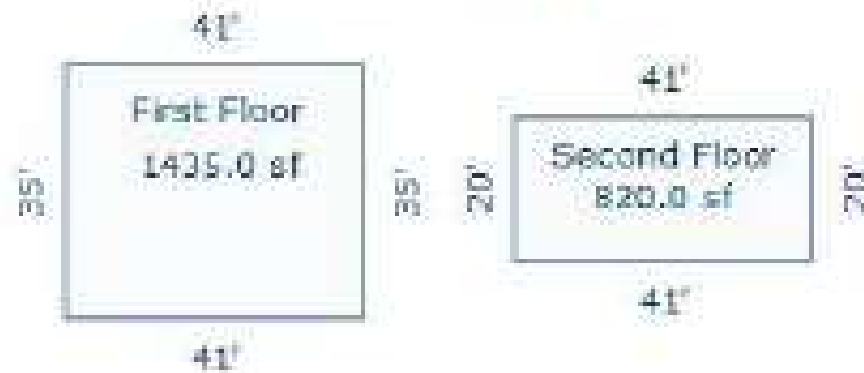 41'
First Floor
1435.0 sf
35'
35'
41'
41'
Second Floor
820.0 sf
20'
20'
41'